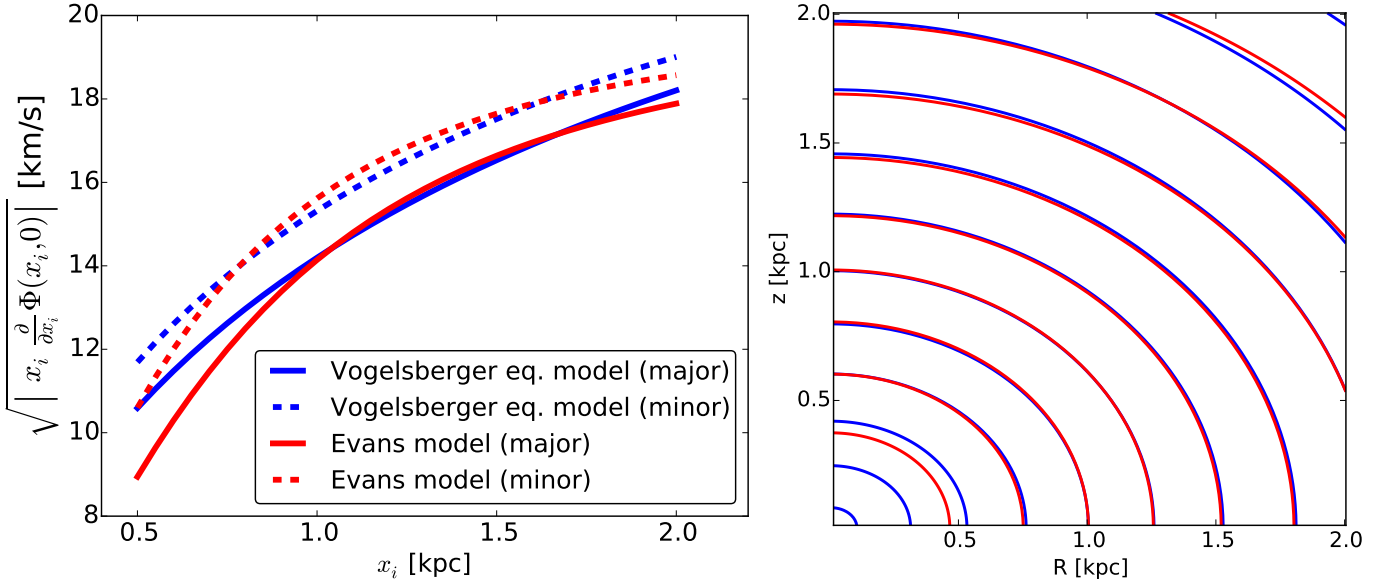 20
18
16
14
12
10
8
0.5 1.0 1.5 2.0
x_i [kpc]
√| x_i ∂/∂x_i Φ(x_i,0)| [km/s]
Vogelsberger eq. model (major)
Vogelsberger eq. model (minor)
Evans model (major)
Evans model (minor)
2.0
1.5
1.0
0.5
z [kpc]
0.5 1.0 1.5 2.0
R [kpc]